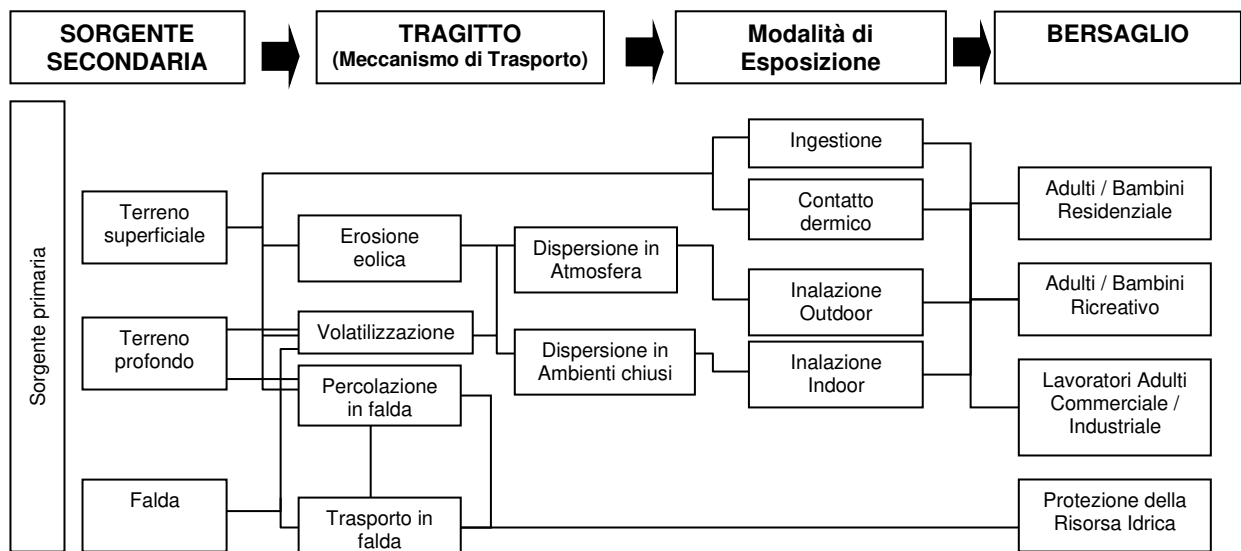 SORGENTE
SECONDARIA
TRAGITTO
(Meccanismo di Trasporto)
Modalità di
Esposizione
BERSAGLIO
Sorgente primaria
Terreno
superficiale
Terreno
profondo
Falda
Erosione
eolica
Volatilizzazione
Percolazione
in falda
Trasporto in
falda
Dispersione in
Atmosfera
Dispersione in
Ambienti chiusi
Ingestione
Contatto
dermico
Inalazione
Outdoor
Inalazione
Indoor
Adulti / Bambini
Residenziale
Adulti / Bambini
Ricreativo
Lavoratori Adulti
Commerciale /
Industriale
Protezione della
Risorsa Idrica